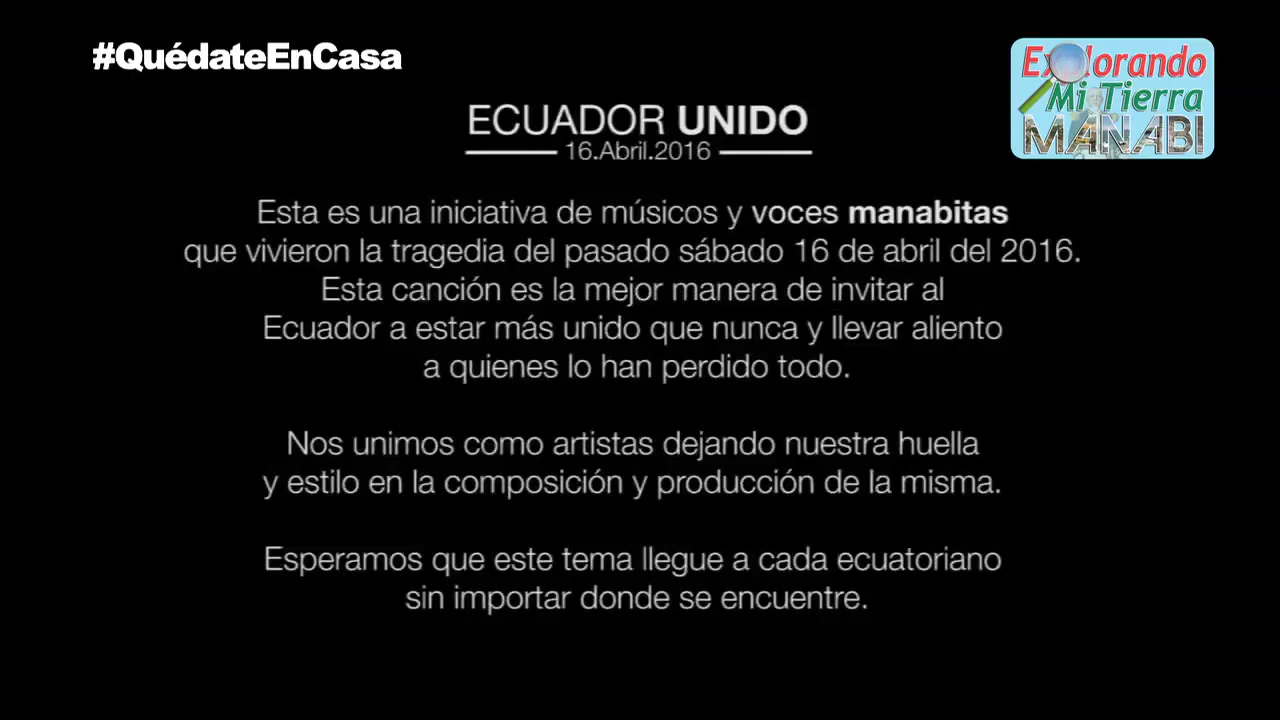 #QuédateEnCasa
Explorando
Mi Tierra
MANABI
ECUADOR UNIDO
16.Abril.2016
Esta es una iniciativa de músicos y voces manabitas
que vivieron la tragedia del pasado sábado 16 de abril del 2016.
Esta canción es la mejor manera de invitar al
Ecuador a estar más unido que nunca y llevar aliento
a quienes lo han perdido todo.
Nos unimos como artistas dejando nuestra huella
y estilo en la composición y producción de la misma.
Esperamos que este tema llegue a cada ecuatoriano
sin importar donde se encuentre.